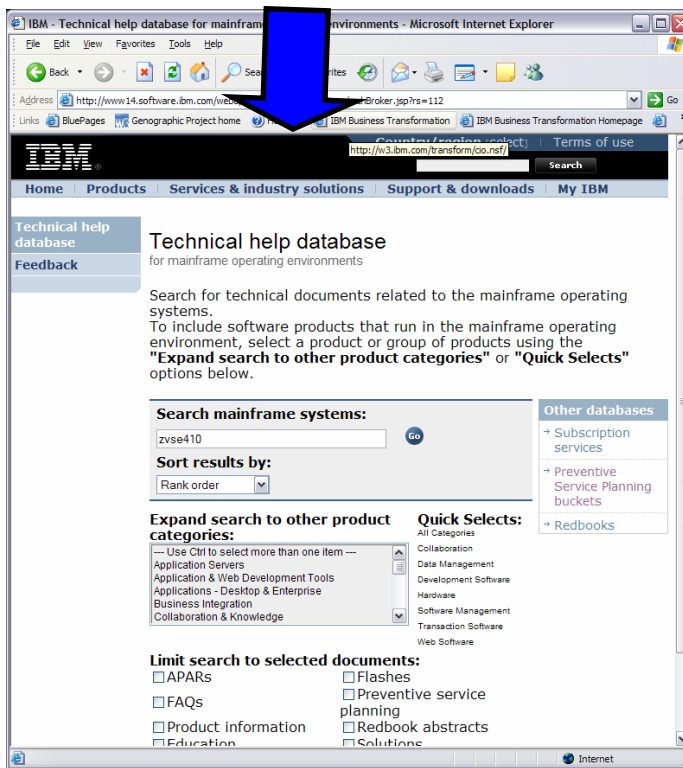 IBM - Technical help database for mainframe environments - Microsoft Internet Explorer
File Edit View Favorites Tools Help
Back
Address http://www14.software.ibm.com/ Broker.jsp?rs=112 Go
Links BluePages Genographic Project home IBM Business Transformation IBM Business Transformation Homepage
Country/region [select] Terms of use
http://w3.ibm.com/transform/cio.nsf/
IBM®
Search
Home Products Services & industry solutions Support & downloads My IBM
Technical help database
Feedback
Technical help database
for mainframe operating environments
Search for technical documents related to the mainframe operating
systems.
To include software products that run in the mainframe operating
environment, select a product or group of products using the
"Expand search to other product categories" or "Quick Selects"
options below.
Search mainframe systems:
zvse410 Go
Sort results by:
Rank order
Other databases
→ Subscription
services
→ Preventive
Service Planning
buckets
→ Redbooks
Expand search to other product
categories:
--- Use Ctrl to select more than one item ---
Application Servers
Application & Web Development Tools
Applications - Desktop & Enterprise
Business Integration
Collaboration & Knowledge
Quick Selects:
All Categories
Collaboration
Data Management
Development Software
Hardware
Software Management
Transaction Software
Web Software
Limit search to selected documents:
APARs Flashes
FAQs Preventive service
planning
Product information Redbook abstracts
Education Solutions
Internet